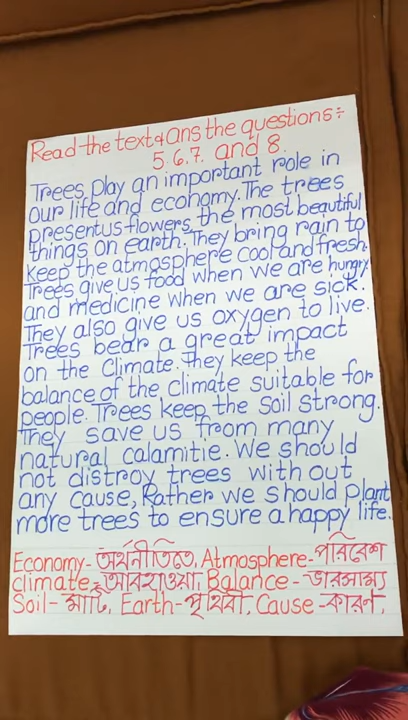 Read the text & ans the questions:-
5. 6. 7. and 8.
Trees play an important role in
our life and economy. The trees
present us flowers, the most beautiful
things on earth. They bring rain to
keep the atmosphere cool and fresh.
Trees give us food when we are hungry
and medicine when we are sick.
They also give us oxygen to live.
Trees bear a great impact
on the climate. They keep the
balance of the climate suitable for
people. Trees keep the soil strong.
They save us from many
natural calamitie. We should
not distroy trees with out
any cause, Rather we should plant
more trees to ensure a happy life.
Economy- অর্থনীতিতে, Atmosphere- পরিবেশ
climate- আবহাওয়া, Balance - ভারসাম্য
Soil- মাটি, Earth- পৃথিবী, Cause - কারণ,